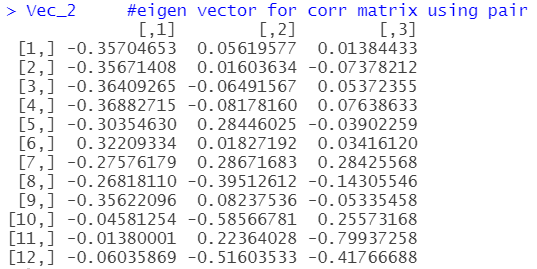 > Vec_2     #eigen vector for corr matrix using pair
             [,1]        [,2]        [,3]
 [1,] -0.35704653  0.05619577  0.01384433
 [2,] -0.35671408  0.01603634 -0.07378212
 [3,] -0.36409265 -0.06491567  0.05372355
 [4,] -0.36882715 -0.08178160  0.07638633
 [5,] -0.30354630  0.28446025 -0.03902259
 [6,]  0.32209334  0.01827192  0.03416120
 [7,] -0.27576179  0.28671683  0.28425568
 [8,] -0.26818110 -0.39512612 -0.14305546
 [9,] -0.35622096  0.08237536 -0.05335458
[10,] -0.04581254 -0.58566781  0.25573168
[11,] -0.01380001  0.22364028 -0.79937258
[12,] -0.06035869 -0.51603533 -0.41766688